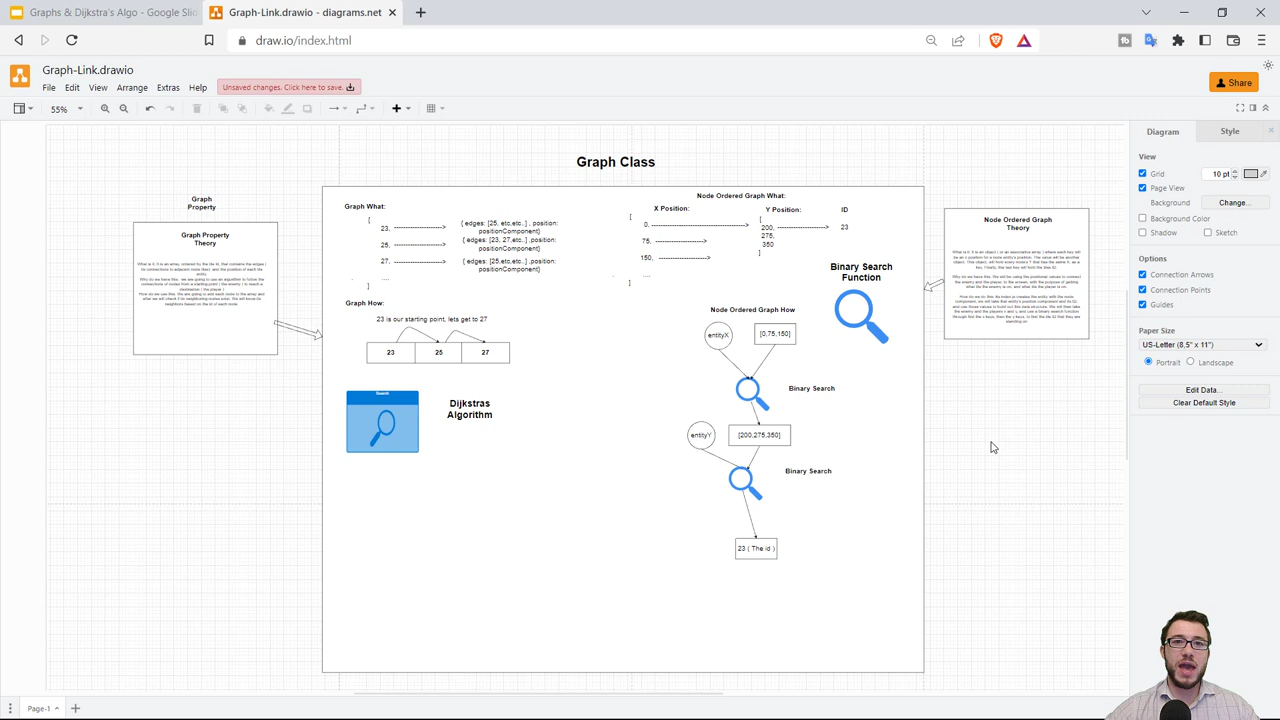 Graphs & Dijkstra's Algo - Google Slid
Graph-Link.drawio - diagrams.net
draw.io/index.html
Graph-Link.drawio
File Edit View Arrange Extras Help
Unsaved changes. Click here to save.
Share
55%
Diagram
Style
View
Grid
10 pt
Page View
Background
Change...
Background Color
Shadow
Sketch
Options
Connection Arrows
Connection Points
Guides
Paper Size
US-Letter (8,5" x 11")
Portrait
Landscape
Edit Data...
Clear Default Style
Graph Class
Graph
Property
Graph Property
Theory
Graph What:
[
23, --------------------> { edges: [25, etc,etc..] , position:
positionComponent}
25, --------------------> { edges: [23, 27,etc..] ,position:
positionComponent}
27, --------------------> { edges: [25,etc,etc..] ,position:
positionComponent}
....
]
Graph How:
23 is our starting point, lets get to 27
23
25
27
Search
Dijkstras
Algorithm
Node Ordered Graph What:
X Position:
Y Position:
ID
[
0, ------------------------------->
[
200, ---------------->
23
275,
350
]
75, ---------------->
150, ---------------->
....
]
Binary Search
Function
Node Ordered Graph How
entityX
[0,75,150]
Binary Search
entityY
[200,275,350]
Binary Search
23 ( The id )
Node Ordered Graph
Theory
Page-1